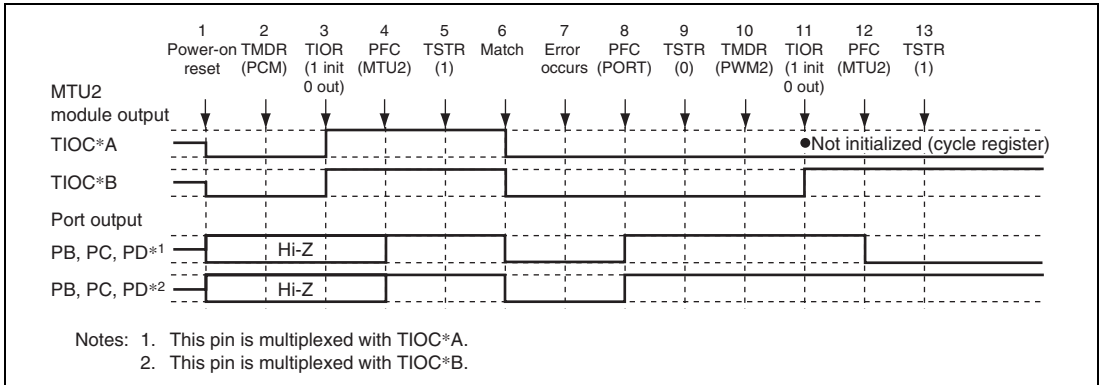 1 2 3 4 5 6 7 8 9 10 11 12 13
Power-on TMDR TIOR PFC TSTR Match Error PFC TSTR TMDR TIOR PFC TSTR
reset (PCM) (1 init (MTU2) (1) occurs (PORT) (0) (PWM2) (1 init (MTU2) (1)
0 out) 0 out)
MTU2
module output
TIOC*A
●Not initialized (cycle register)
TIOC*B
Port output
PB, PC, PD*1 Hi-Z
PB, PC, PD*2 Hi-Z
Notes: 1. This pin is multiplexed with TIOC*A.
2. This pin is multiplexed with TIOC*B.